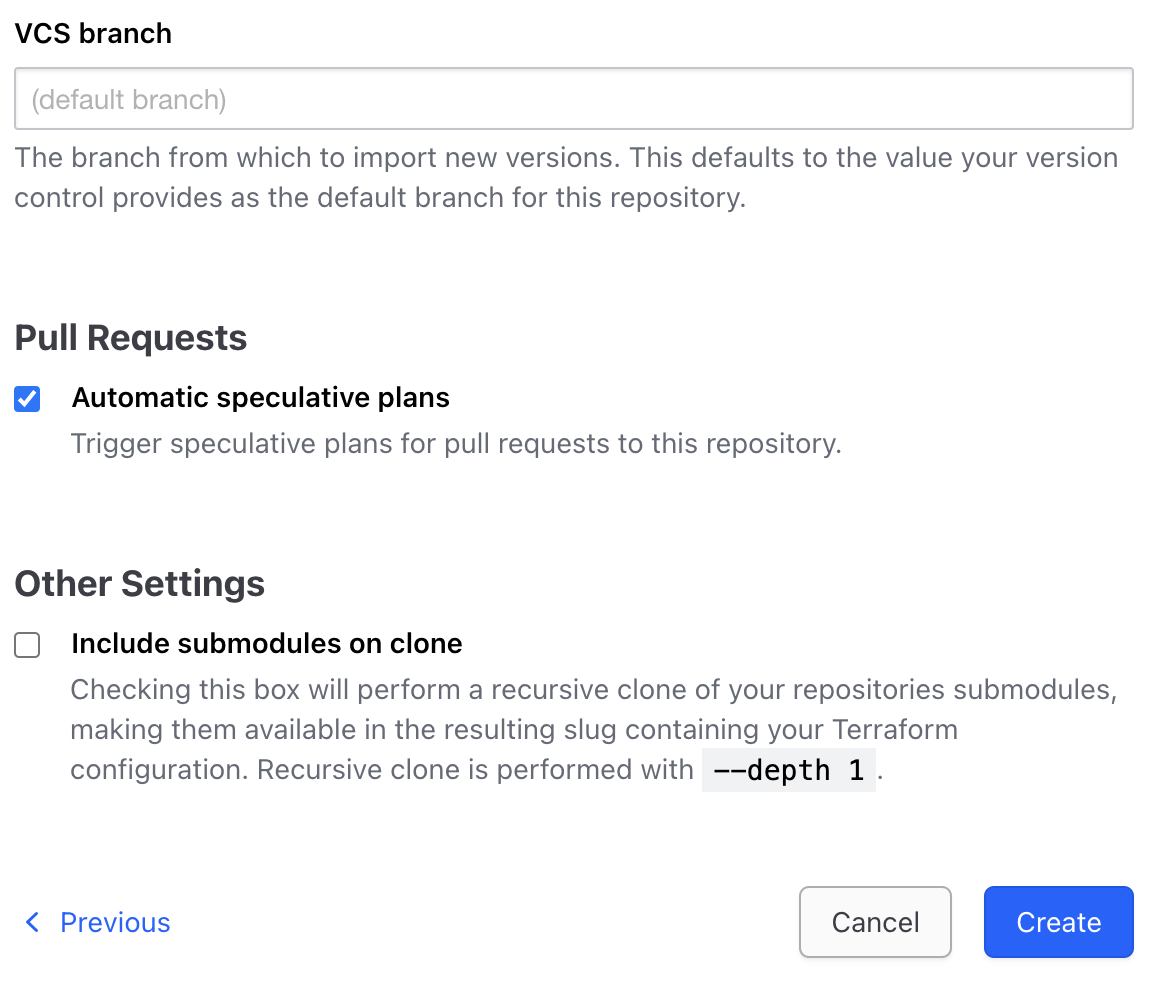 VCS branch
(default branch)
The branch from which to import new versions. This defaults to the value your version
control provides as the default branch for this repository.
Pull Requests
Automatic speculative plans
Trigger speculative plans for pull requests to this repository.
Other Settings
Include submodules on clone
Checking this box will perform a recursive clone of your repositories submodules,
making them available in the resulting slug containing your Terraform
configuration. Recursive clone is performed with --depth 1.
Previous
Cancel
Create